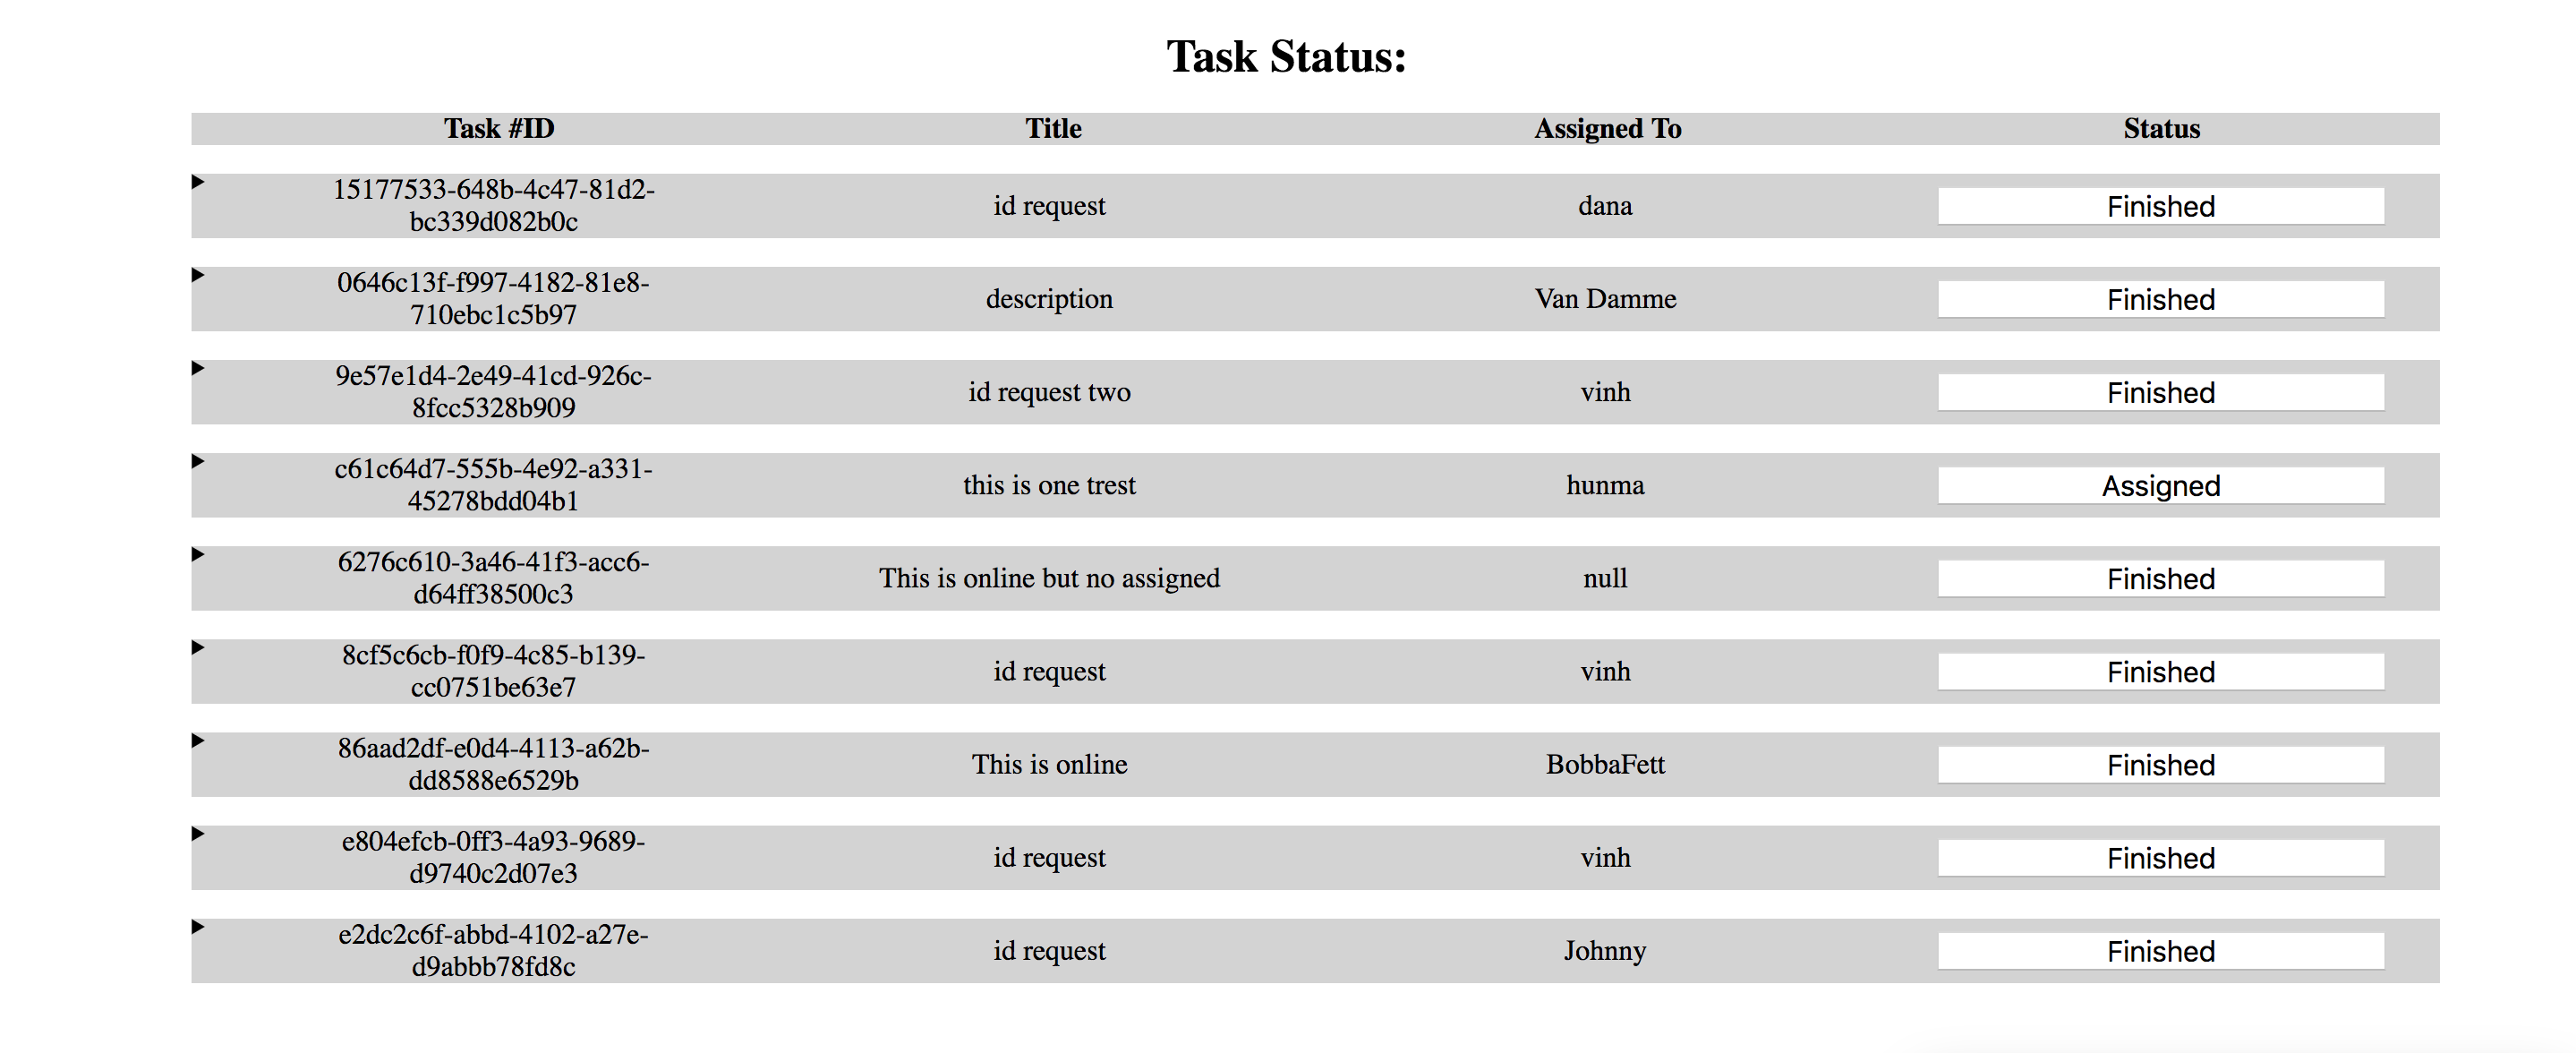 Task Status:
Task #ID Title Assigned To Status
15177533-648b-4c47-81d2-
bc339d082b0c id request dana Finished
0646c13f-f997-4182-81e8-
710ebc1c5b97 description Van Damme Finished
9e57e1d4-2e49-41cd-926c-
8fcc5328b909 id request two vinh Finished
c61c64d7-555b-4e92-a331-
45278bdd04b1 this is one trest hunma Assigned
6276c610-3a46-41f3-acc6-
d64ff38500c3 This is online but no assigned null Finished
8cf5c6cb-f0f9-4c85-b139-
cc0751be63e7 id request vinh Finished
86aad2df-e0d4-4113-a62b-
dd8588e6529b This is online BobbaFett Finished
e804efcb-0ff3-4a93-9689-
d9740c2d07e3 id request vinh Finished
e2dc2c6f-abbd-4102-a27e-
d9abbb78fd8c id request Johnny Finished